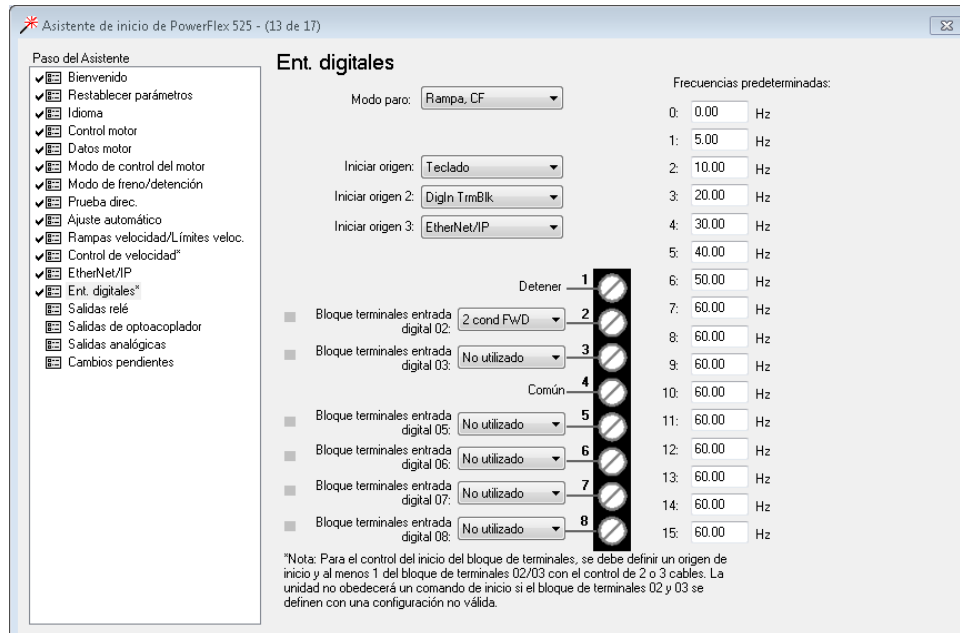 Asistente de inicio de PowerFlex 525 - (13 de 17)
Paso del Asistente
Bienvenido
Restablecer parámetros
Idioma
Control motor
Datos motor
Modo de control del motor
Modo de freno/detención
Prueba direc.
Ajuste automático
Rampas velocidad/Límites veloc.
Control de velocidad*
EtherNet/IP
Ent. digitales*
Salidas relé
Salidas de optoacoplador
Salidas analógicas
Cambios pendientes
Ent. digitales
Modo paro: Rampa, CF
Iniciar origen: Teclado
Iniciar origen 2: DigIn TrmBlk
Iniciar origen 3: EtherNet/IP
Detener 1
Bloque terminales entrada
digital 02: 2 cond FWD 2
Bloque terminales entrada
digital 03: No utilizado 3
Común 4
Bloque terminales entrada
digital 05: No utilizado 5
Bloque terminales entrada
digital 06: No utilizado 6
Bloque terminales entrada
digital 07: No utilizado 7
Bloque terminales entrada
digital 08: No utilizado 8
*Nota: Para el control del inicio del bloque de terminales, se debe definir un origen de
inicio y al menos 1 del bloque de terminales 02/03 con el control de 2 o 3 cables. La
unidad no obedecerá un comando de inicio si el bloque de terminales 02 y 03 se
definen con una configuración no válida.
Frecuencias predeterminadas:
0: 0.00 Hz
1: 5.00 Hz
2: 10.00 Hz
3: 20.00 Hz
4: 30.00 Hz
5: 40.00 Hz
6: 50.00 Hz
7: 60.00 Hz
8: 60.00 Hz
9: 60.00 Hz
10: 60.00 Hz
11: 60.00 Hz
12: 60.00 Hz
13: 60.00 Hz
14: 60.00 Hz
15: 60.00 Hz